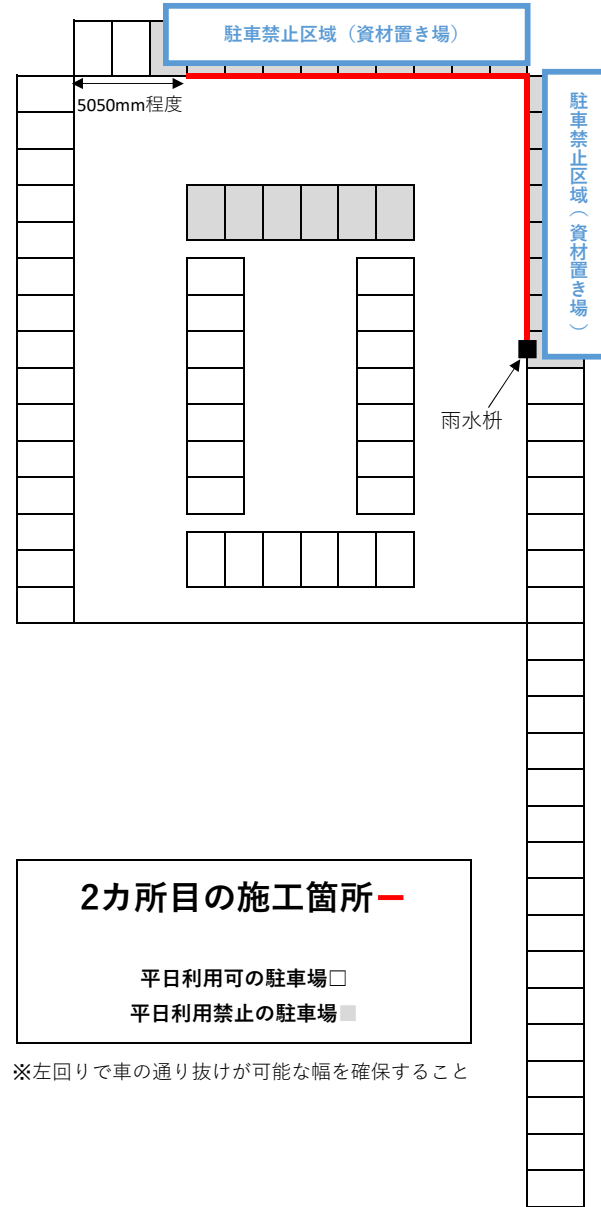 駐車禁止区域（資材置き場）
5050mm程度
駐車禁止区域（資材置き場）
雨水枡
2カ所目の施工箇所
平日利用可の駐車場□
平日利用禁止の駐車場■
※左回りで車の通り抜けが可能な幅を確保すること